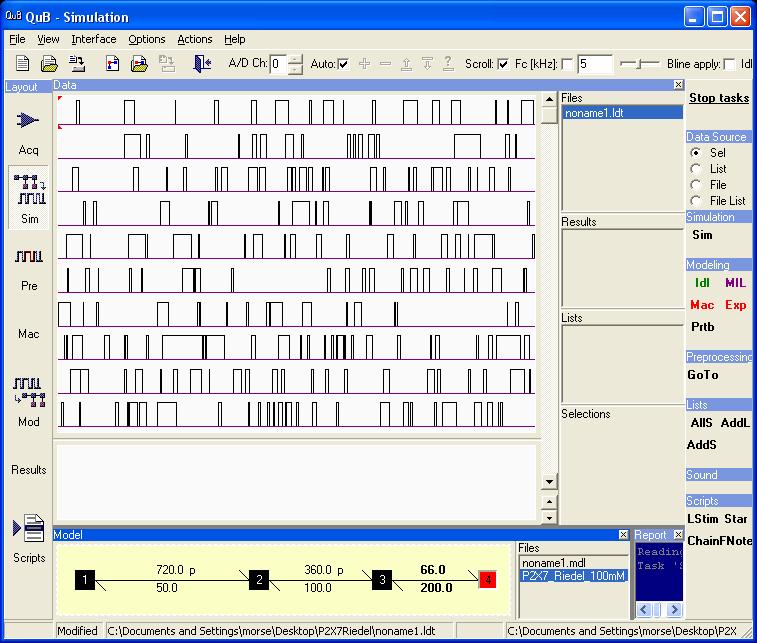 QuB QuB - Simulation
File View Interface Options Actions Help
A/D Ch: 0 Auto: Scroll: Fc [kHz]: 5 Bline apply: Idl
Layout
Data
Acq
Sim
Pre
Mac
Mod
Results
Scripts
Files
noname1.ldt
Results
Lists
Selections
Stop tasks
Data Source
Sel
List
File
File List
Simulation
Sim
Modeling
Idl MIL
Mac Exp
Prtb
Preprocessing
GoTo
Lists
AllS AddL
AddS
Sound
Scripts
LStim Star
ChanFNote
Model
1 720.0 p 50.0 2 360.0 p 100.0 3 66.0 200.0 4
Files
noname1.mdl
P2X7_Riedel_100mM
Report
Reading
Task 'S
Modified C:\Documents and Settings\morse\Desktop\P2X7Riedel\noname1.ldt C:\Documents and Settings\morse\Desktop\P2X